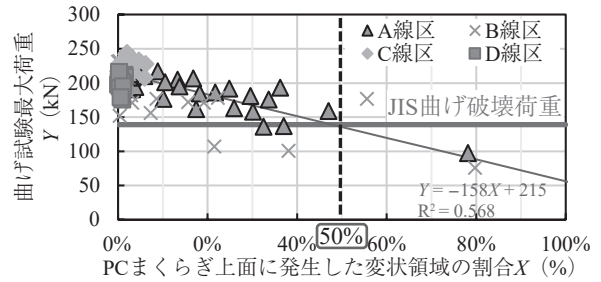 曲げ試験最大荷重
Y（kN）
300
250
200
150
100
50
0
A線区
B線区
C線区
D線区
JIS曲げ破壊荷重
Y = −158X + 215
R² = 0.568
0%
0%
40%
50%
60%
80%
100%
PCまくらぎ上面に発生した変状領域の割合X（%）